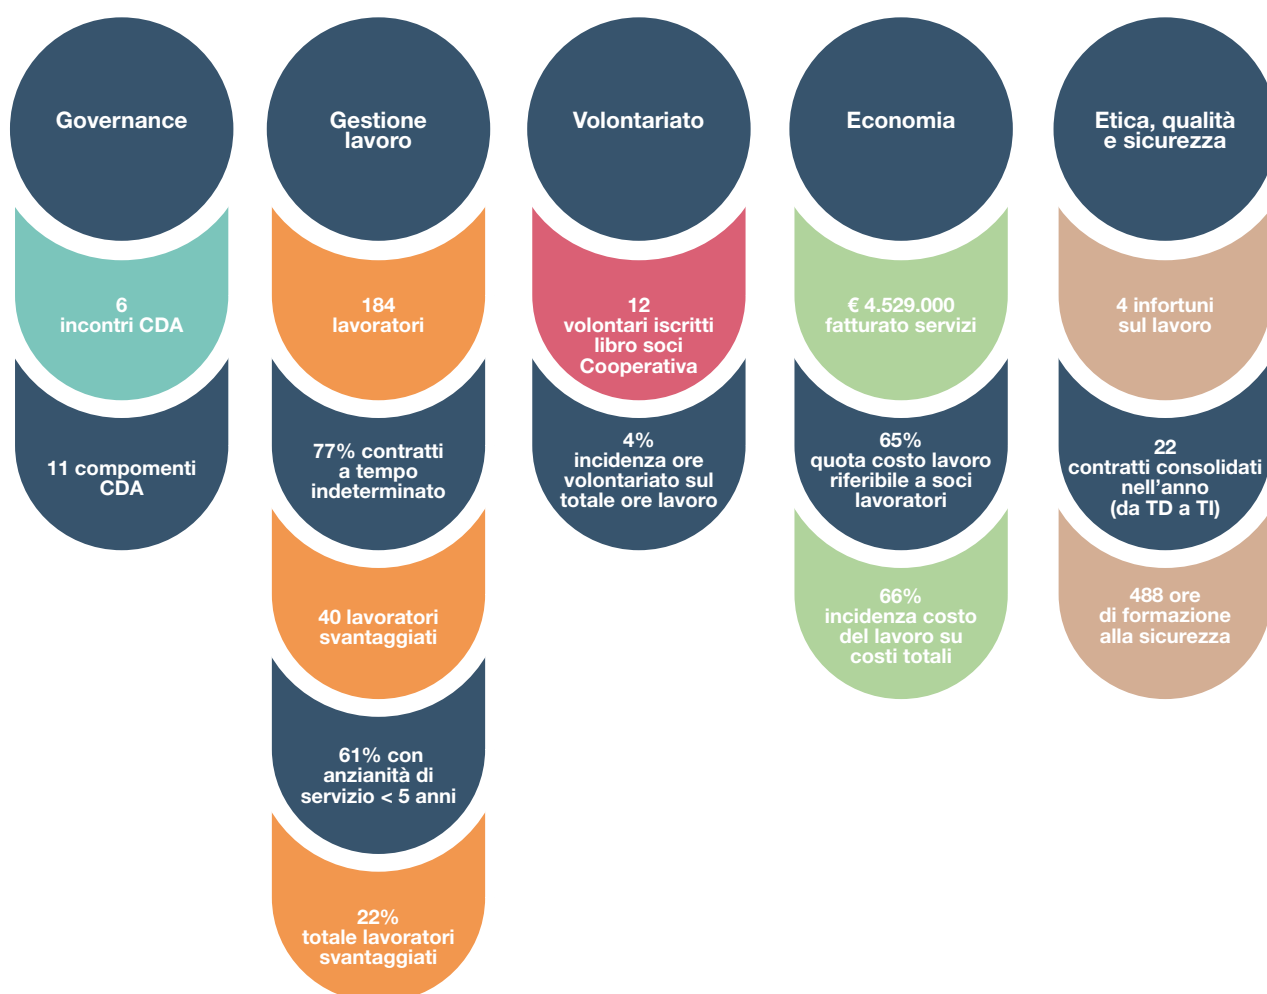 Governance
6
incontri CDA
11 compomenti
CDA
Gestione
lavoro
184
lavoratori
77% contratti
a tempo
indeterminato
40 lavoratori
svantaggiati
61% con
anzianità di
servizio < 5 anni
22%
totale lavoratori
svantaggiati
Volontariato
12
volontari iscritti
libro soci
Cooperativa
4%
incidenza ore
volontariato sul
totale ore lavoro
Economia
€ 4.529.000
fatturato servizi
65%
quota costo lavoro
riferibile a soci
lavoratori
66%
incidenza costo
del lavoro su
costi totali
Etica, qualità
e sicurezza
4 infortuni
sul lavoro
22
contratti consolidati
nell’anno
(da TD a TI)
488 ore
di formazione
alla sicurezza